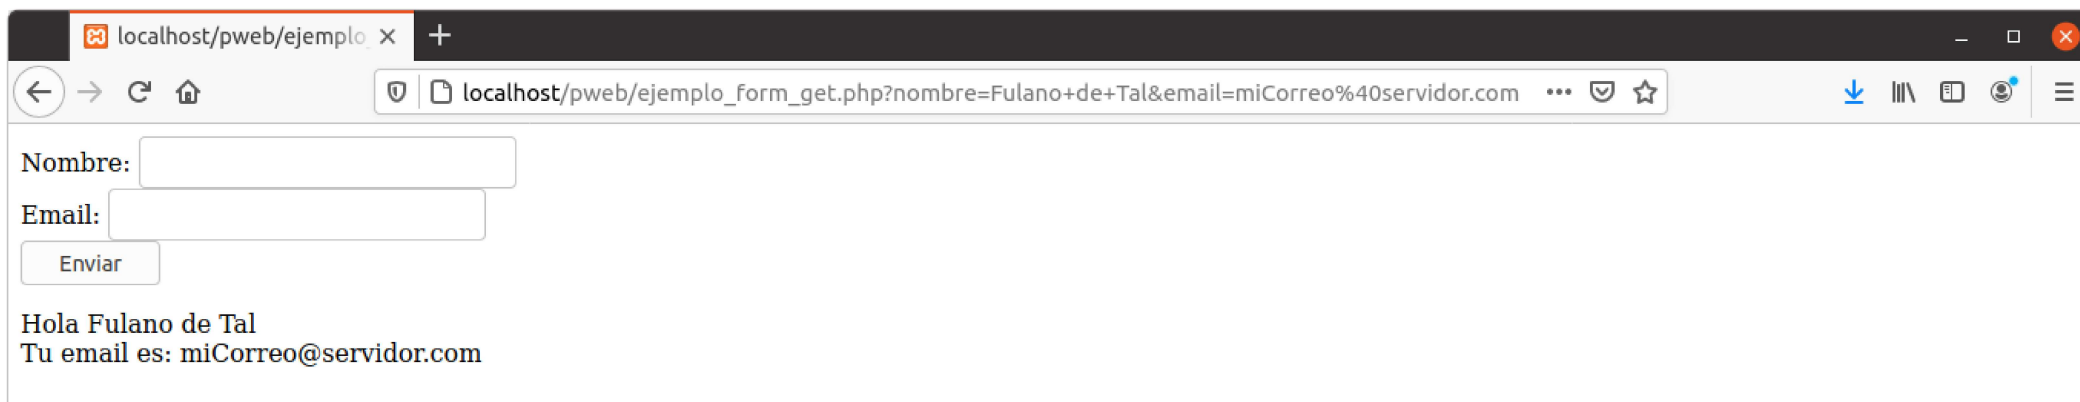 localhost/pweb/ejemplo_
localhost/pweb/ejemplo_form_get.php?nombre=Fulano+de+Tal&email=miCorreo%40servidor.com
Nombre:
Email:
Enviar
Hola Fulano de Tal
Tu email es: miCorreo@servidor.com